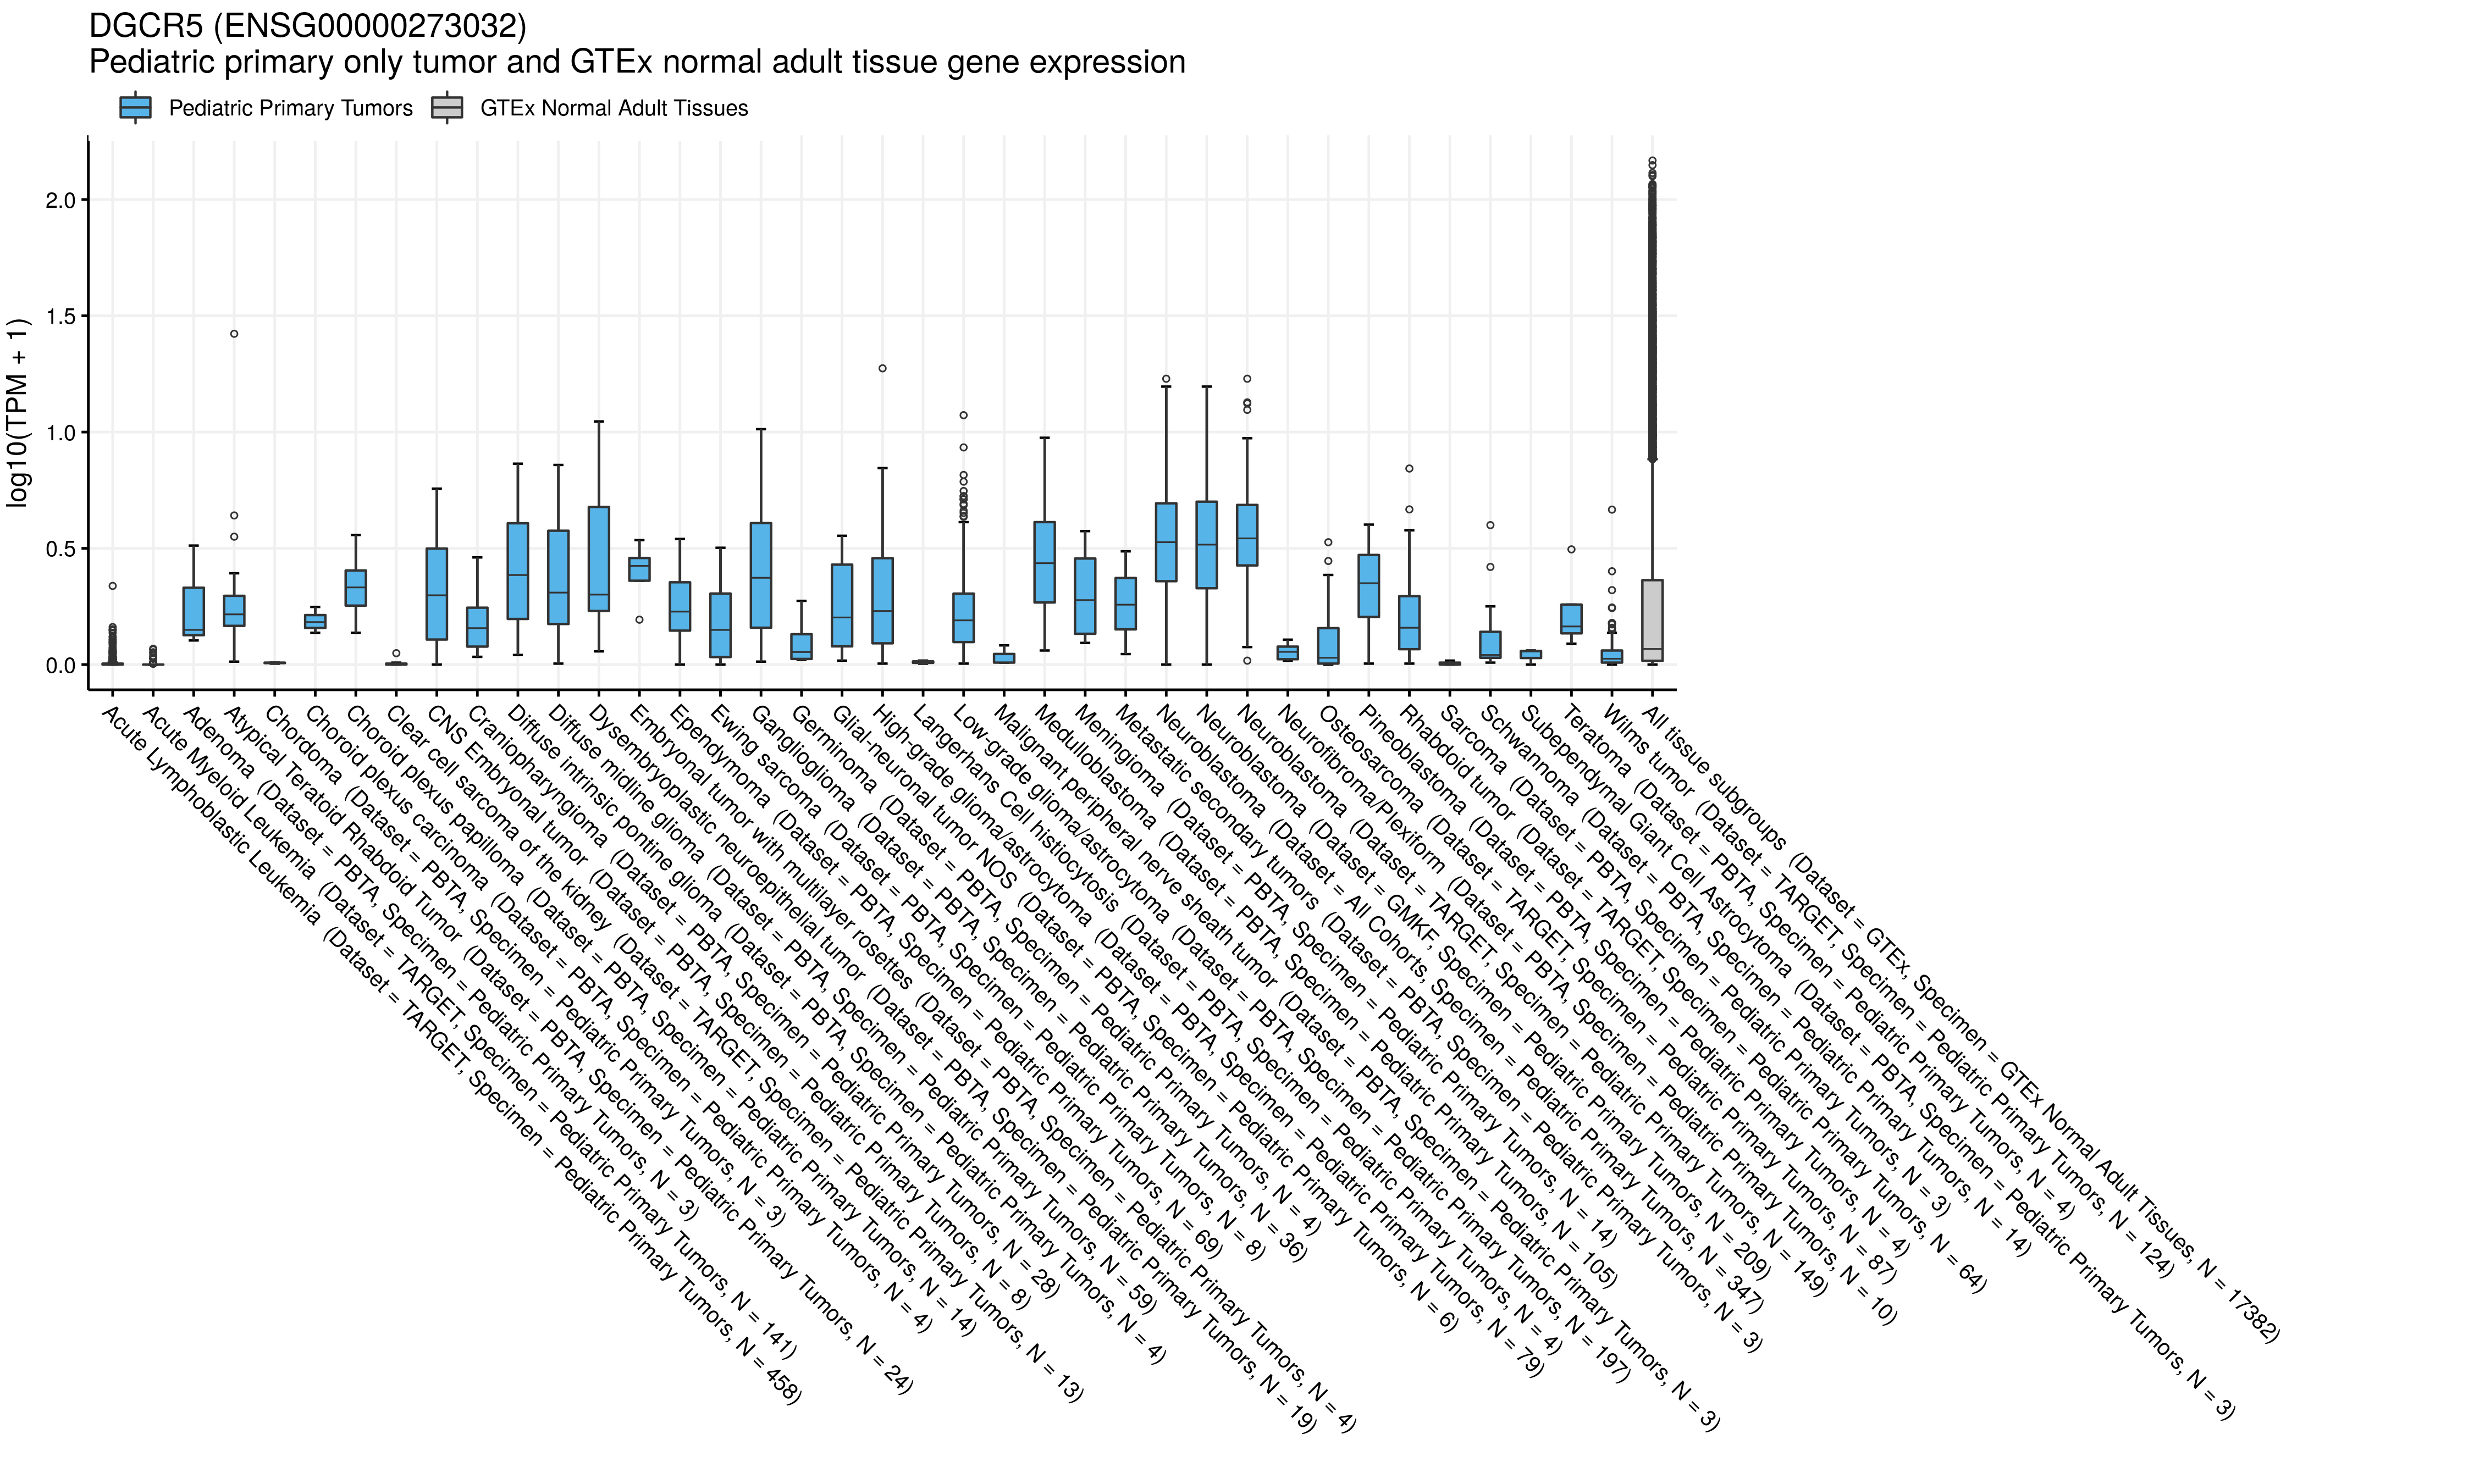 DGCR5 (ENSG00000273032)
Pediatric primary only tumor and GTEx normal adult tissue gene expression
Pediatric Primary Tumors
GTEx Normal Adult Tissues
log10(TPM + 1)
2.0
1.5
1.0
0.5
0.0
Acute Lymphoblastic Leukemia (Dataset = TARGET, Specimen = Pediatric Primary Tumors, N = 458)
Acute Myeloid Leukemia (Dataset = TARGET, Specimen = Pediatric Primary Tumors, N = 141)
Adenoma (Dataset = PBTA, Specimen = Pediatric Primary Tumors, N = 3)
Atypical Teratoid Rhabdoid Tumor (Dataset = PBTA, Specimen = Pediatric Primary Tumors, N = 24)
Chordoma (Dataset = PBTA, Specimen = Pediatric Primary Tumors, N = 3)
Choroid plexus carcinoma (Dataset = PBTA, Specimen = Pediatric Primary Tumors, N = 4)
Choroid plexus papilloma (Dataset = PBTA, Specimen = Pediatric Primary Tumors, N = 14)
Clear cell sarcoma of the kidney (Dataset = TARGET, Specimen = Pediatric Primary Tumors, N = 13)
CNS Embryonal tumor (Dataset = PBTA, Specimen = Pediatric Primary Tumors, N = 8)
Craniopharyngioma (Dataset = PBTA, Specimen = Pediatric Primary Tumors, N = 28)
Diffuse intrinsic pontine glioma (Dataset = PBTA, Specimen = Pediatric Primary Tumors, N = 4)
Diffuse midline glioma (Dataset = PBTA, Specimen = Pediatric Primary Tumors, N = 59)
Dysembryoplastic neuroepithelial tumor (Dataset = PBTA, Specimen = Pediatric Primary Tumors, N = 19)
Embryonal tumor with multilayer rosettes (Dataset = PBTA, Specimen = Pediatric Primary Tumors, N = 4)
Ependymoma (Dataset = PBTA, Specimen = Pediatric Primary Tumors, N = 69)
Ewing sarcoma (Dataset = PBTA, Specimen = Pediatric Primary Tumors, N = 8)
Ganglioglioma (Dataset = PBTA, Specimen = Pediatric Primary Tumors, N = 36)
Germinoma (Dataset = PBTA, Specimen = Pediatric Primary Tumors, N = 4)
Glial-neuronal tumor NOS (Dataset = PBTA, Specimen = Pediatric Primary Tumors, N = 6)
High-grade glioma/astrocytoma (Dataset = PBTA, Specimen = Pediatric Primary Tumors, N = 79)
Langerhans Cell histiocytosis (Dataset = PBTA, Specimen = Pediatric Primary Tumors, N = 4)
Low-grade glioma/astrocytoma (Dataset = PBTA, Specimen = Pediatric Primary Tumors, N = 197)
Malignant peripheral nerve sheath tumor (Dataset = PBTA, Specimen = Pediatric Primary Tumors, N = 3)
Medulloblastoma (Dataset = PBTA, Specimen = Pediatric Primary Tumors, N = 105)
Meningioma (Dataset = PBTA, Specimen = Pediatric Primary Tumors, N = 14)
Metastatic secondary tumors (Dataset = PBTA, Specimen = Pediatric Primary Tumors, N = 3)
Neuroblastoma (Dataset = All Cohorts, Specimen = Pediatric Primary Tumors, N = 347)
Neuroblastoma (Dataset = GMKF, Specimen = Pediatric Primary Tumors, N = 209)
Neuroblastoma (Dataset = TARGET, Specimen = Pediatric Primary Tumors, N = 149)
Neurofibroma/Plexiform (Dataset = PBTA, Specimen = Pediatric Primary Tumors, N = 10)
Osteosarcoma (Dataset = TARGET, Specimen = Pediatric Primary Tumors, N = 87)
Pineoblastoma (Dataset = PBTA, Specimen = Pediatric Primary Tumors, N = 4)
Rhabdoid tumor (Dataset = TARGET, Specimen = Pediatric Primary Tumors, N = 64)
Sarcoma (Dataset = PBTA, Specimen = Pediatric Primary Tumors, N = 3)
Schwannoma (Dataset = PBTA, Specimen = Pediatric Primary Tumors, N = 14)
Subependymal Giant Cell Astrocytoma (Dataset = PBTA, Specimen = Pediatric Primary Tumors, N = 3)
Teratoma (Dataset = PBTA, Specimen = Pediatric Primary Tumors, N = 4)
Wilms tumor (Dataset = TARGET, Specimen = Pediatric Primary Tumors, N = 124)
All tissue subgroups (Dataset = GTEx, Specimen = GTEx Normal Adult Tissues, N = 17382)